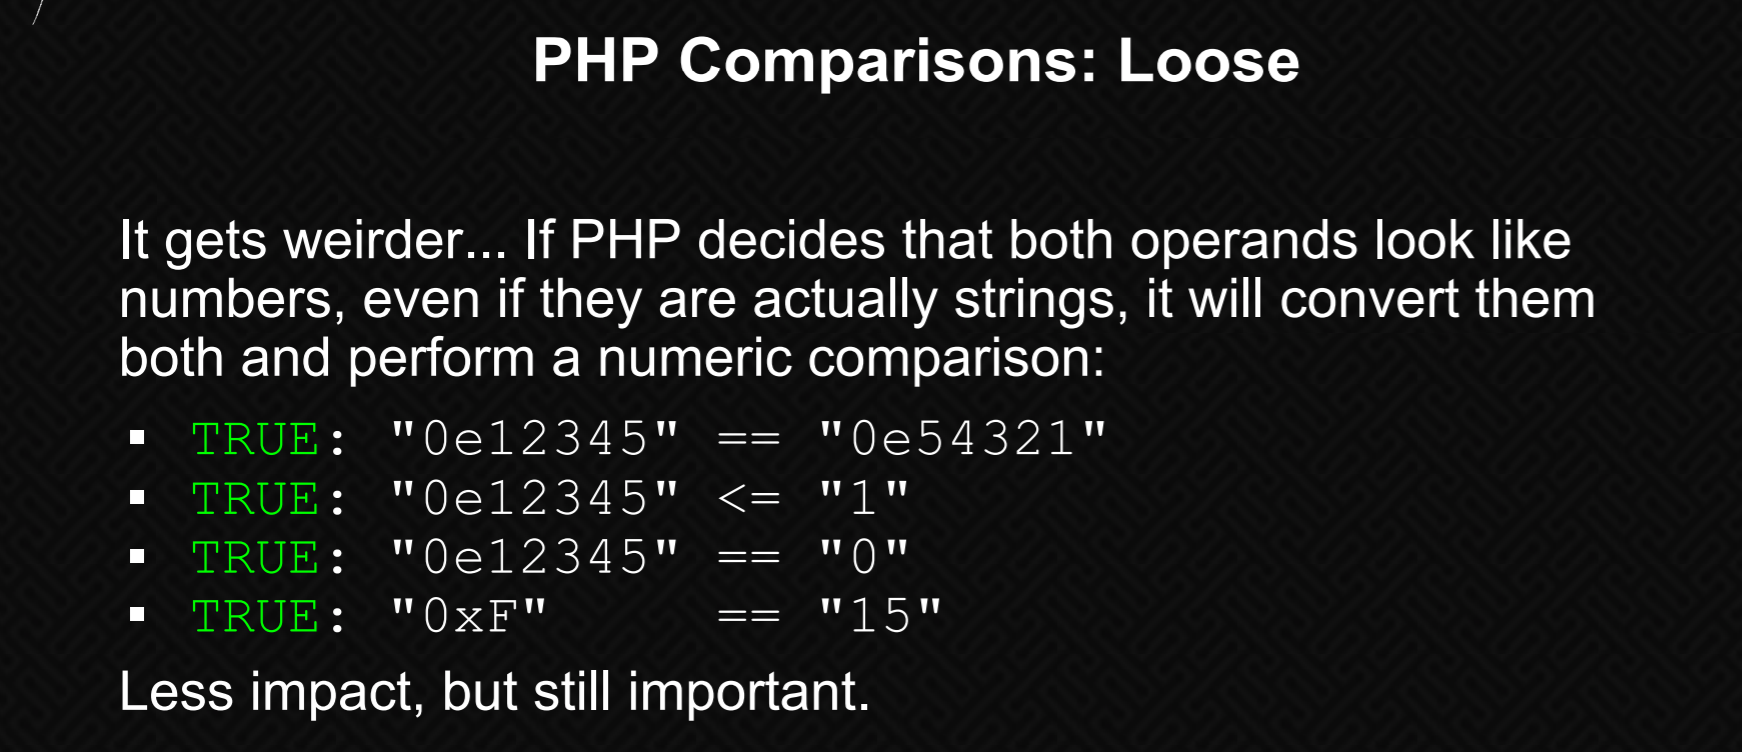 PHP Comparisons: Loose
It gets weirder... If PHP decides that both operands look like
numbers, even if they are actually strings, it will convert them
both and perform a numeric comparison:
▪ TRUE: "0e12345" == "0e54321"
▪ TRUE: "0e12345" <= "1"
▪ TRUE: "0e12345" == "0"
▪ TRUE: "0xF" == "15"
Less impact, but still important.